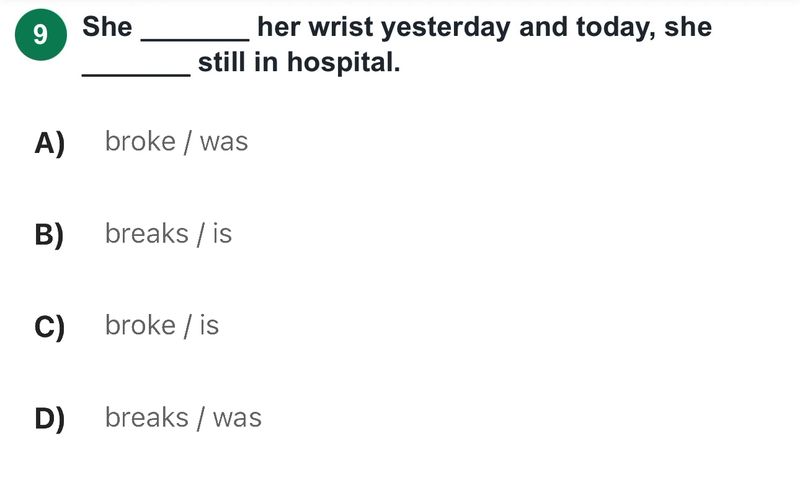 9 She _______ her wrist yesterday and today, she
_______ still in hospital.
A) broke / was
B) breaks / is
C) broke / is
D) breaks / was